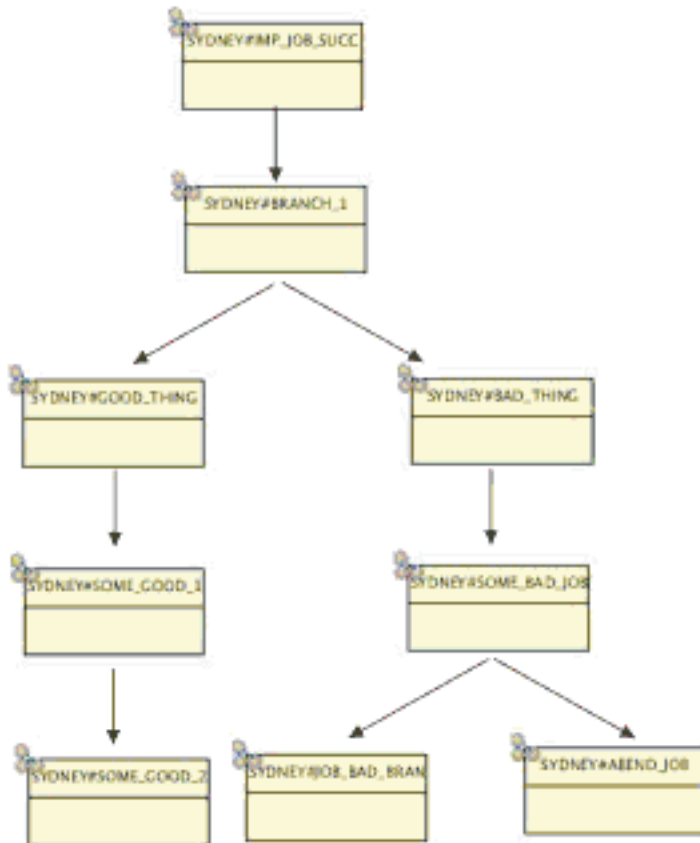 SYDNEY#IMP_JOB_SUCC
SYDNEY#BRANCH_1
SYDNEY#GOOD_THING
SYDNEY#BAD_THING
SYDNEY#SOME_GOOD_1
SYDNEY#SOME_BAD_JOB
SYDNEY#SOME_GOOD_2
SYDNEY#JOB_BAD_BRAN
SYDNEY#ABEND_JOB